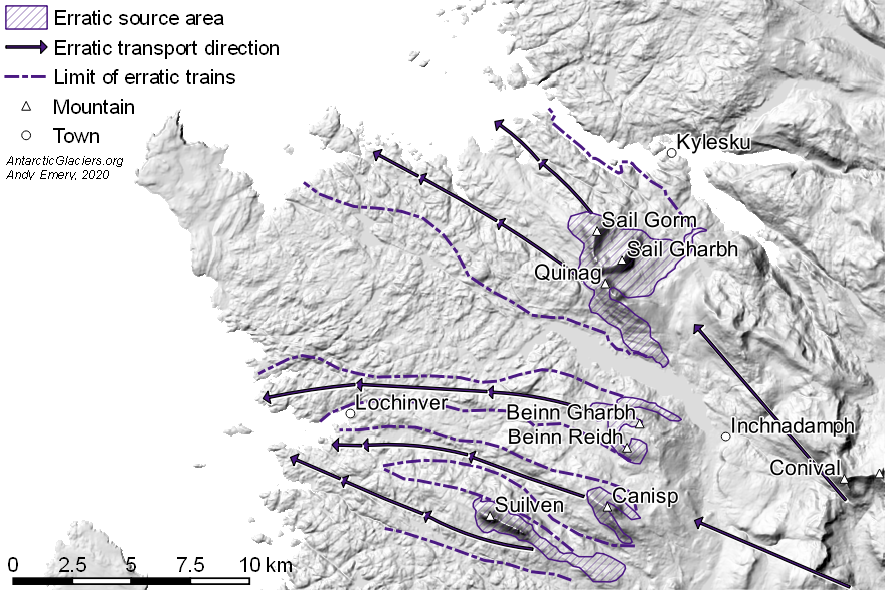 Erratic source area
Erratic transport direction
Limit of erratic trains
Mountain
Town
AntarcticGlaciers.org
Andy Emery, 2020
Kylesku
Sail Gorm
Sail Gharbh
Quinag
Lochinver
Beinn Gharbh
Beinn Reidh
Inchnadamph
Conival
Suilven
Canisp
0 2.5 5 7.5 10 km